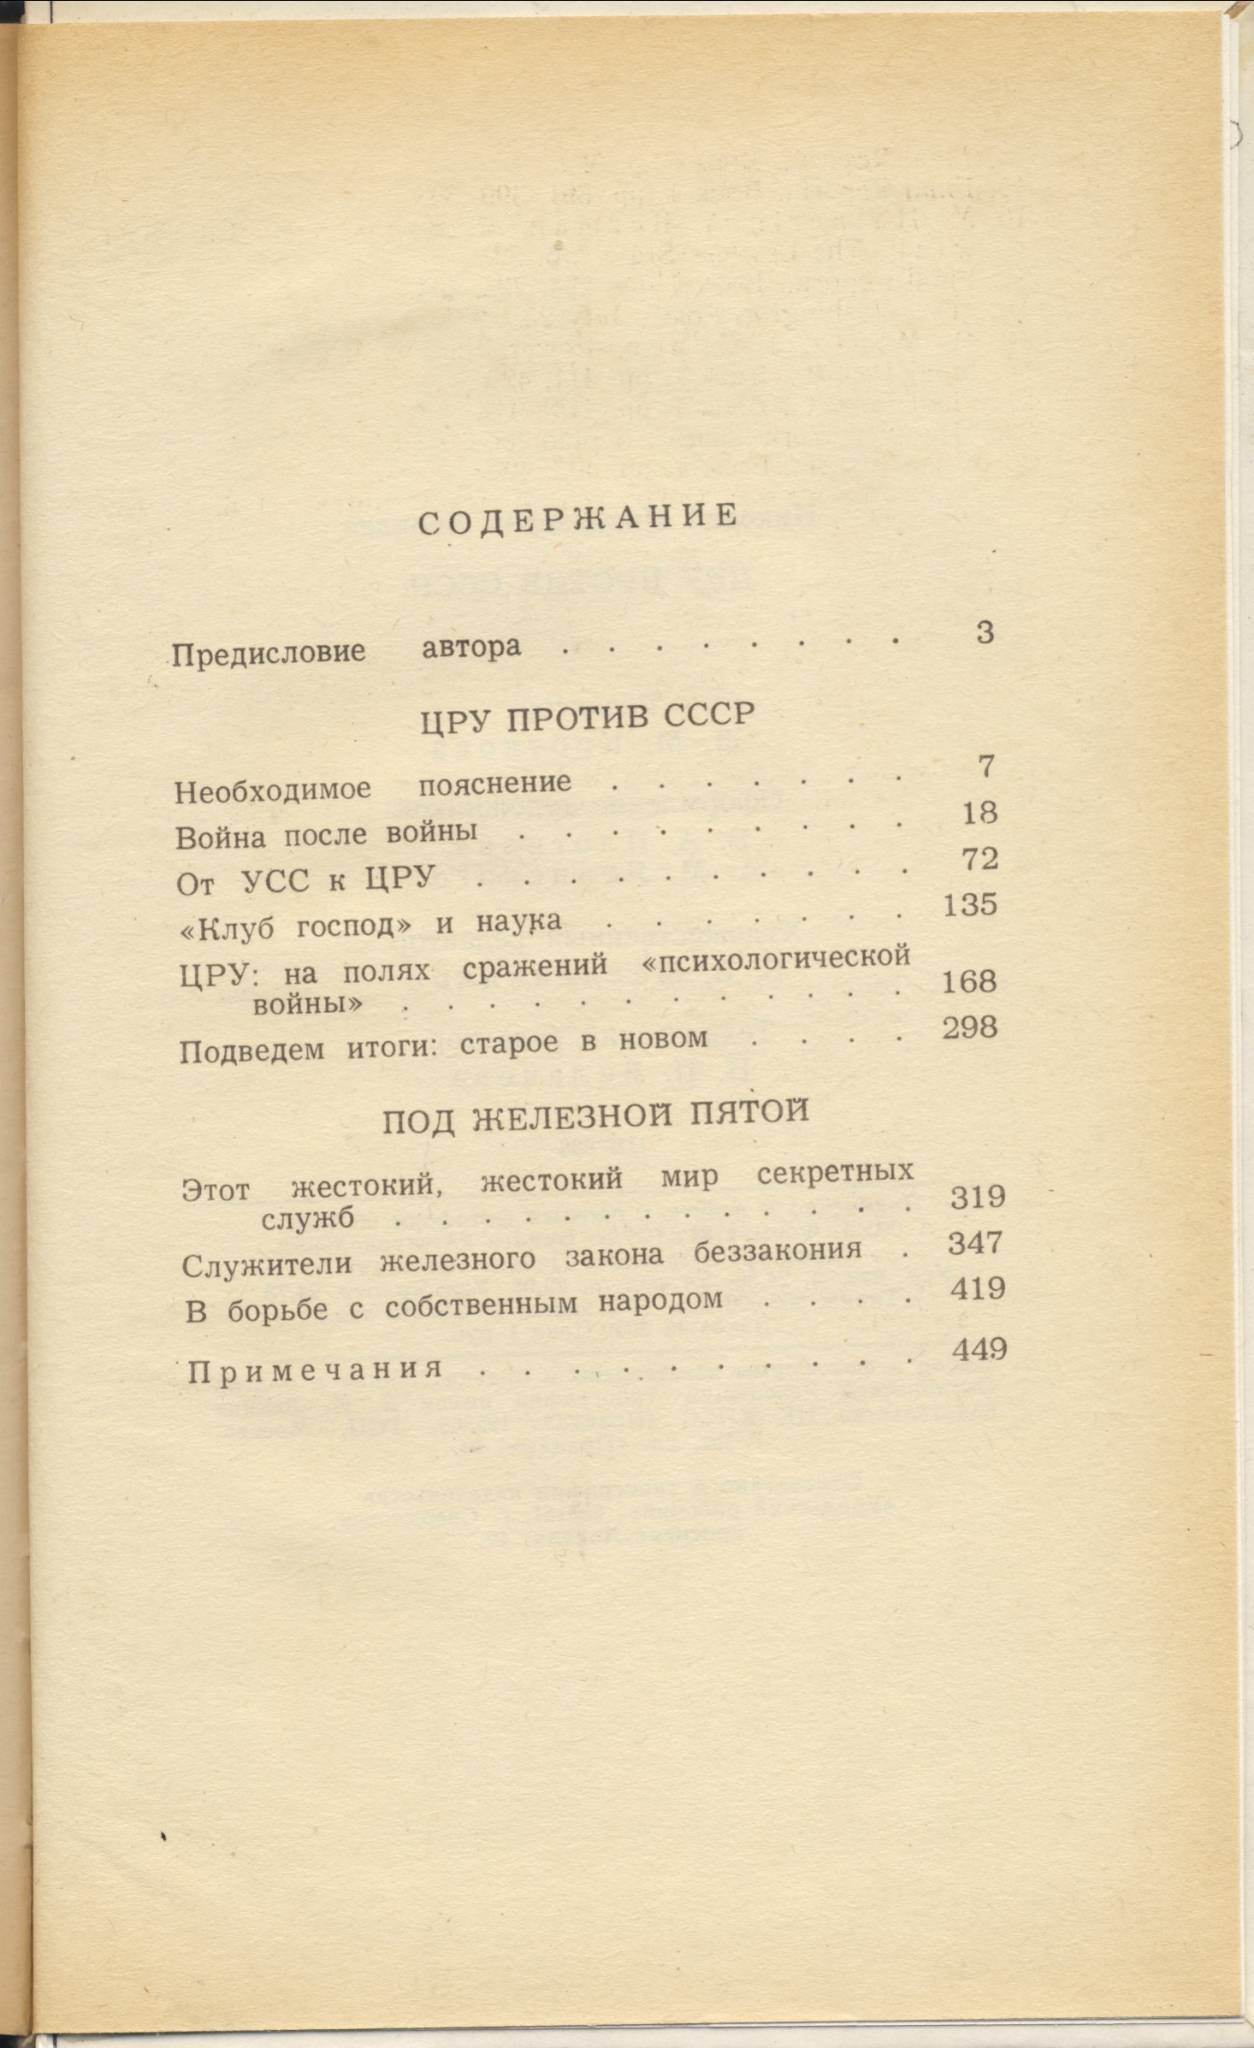 СОДЕРЖАНИЕ
Предисловие автора . . . . . . . . 3
ЦРУ ПРОТИВ СССР
Необходимое пояснение . . . . . . . 7
Война после войны . . . . . . . . . 18
От УСС к ЦРУ . . . . . . . . . . 72
«Клуб господ» и наука . . . . . . . 135
ЦРУ: на полях сражений «психологической
войны» . . . . . . . . . . . . 168
Подведем итоги: старое в новом . . . . 298
ПОД ЖЕЛЕЗНОЙ ПЯТОЙ
Этот жестокий, жестокий мир секретных
служб . . . . . . . . . . . . 319
Служители железного закона беззакония . 347
В борьбе с собственным народом . . . . 419
Примечания . . . . . . . . . . 449